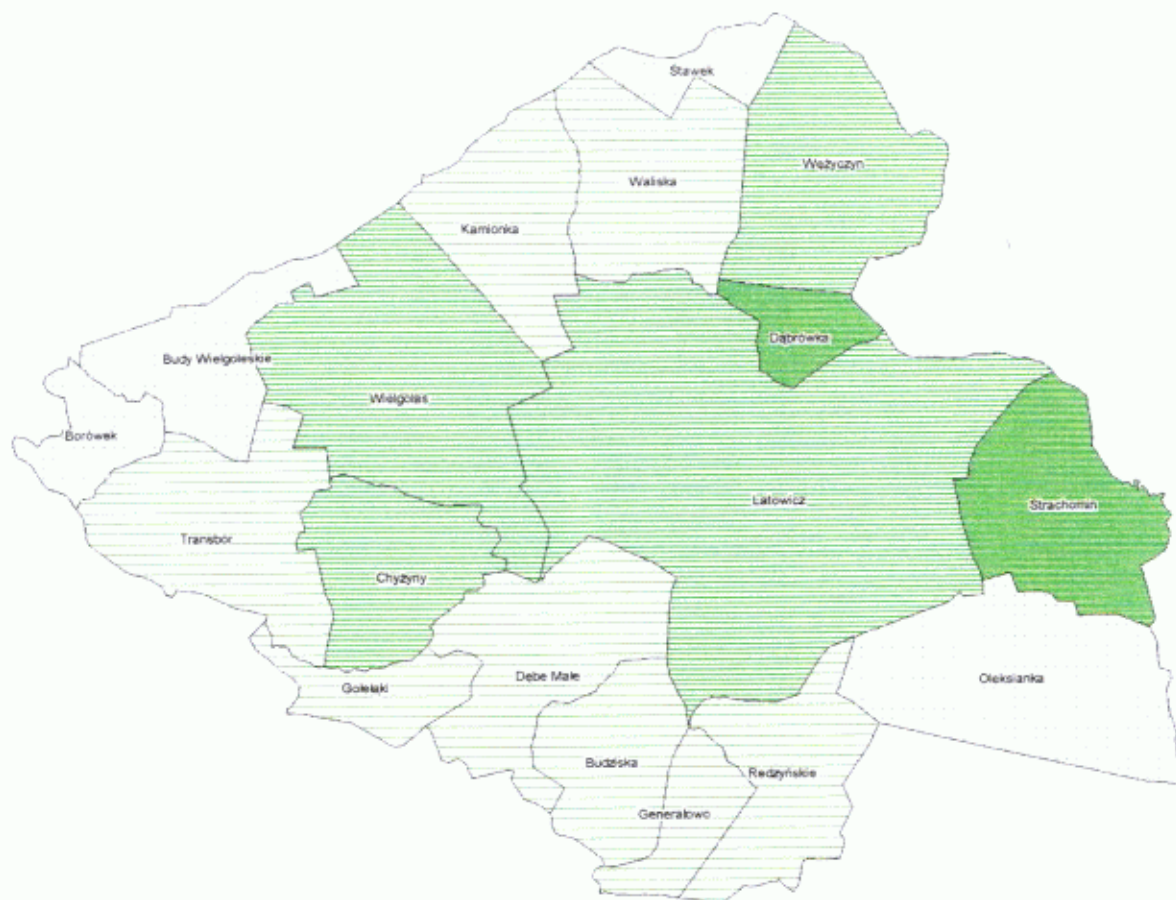 Stawek
Wężyczyn
Waliska
Kamionka
Dąbrówka
Budy Wielgoleskie
Wielgolas
Borówek
Latowicz
Strachomin
Transbór
Chyżyny
Dębe Małe
Oleksianka
Gołełąki
Budziska
Redzyńskie
Generałowo